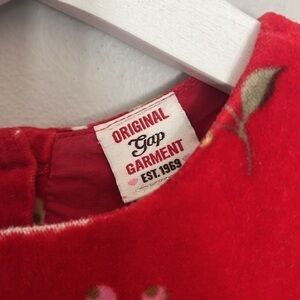 ORIGINAL
Gap
GARMENT
EST. 1969